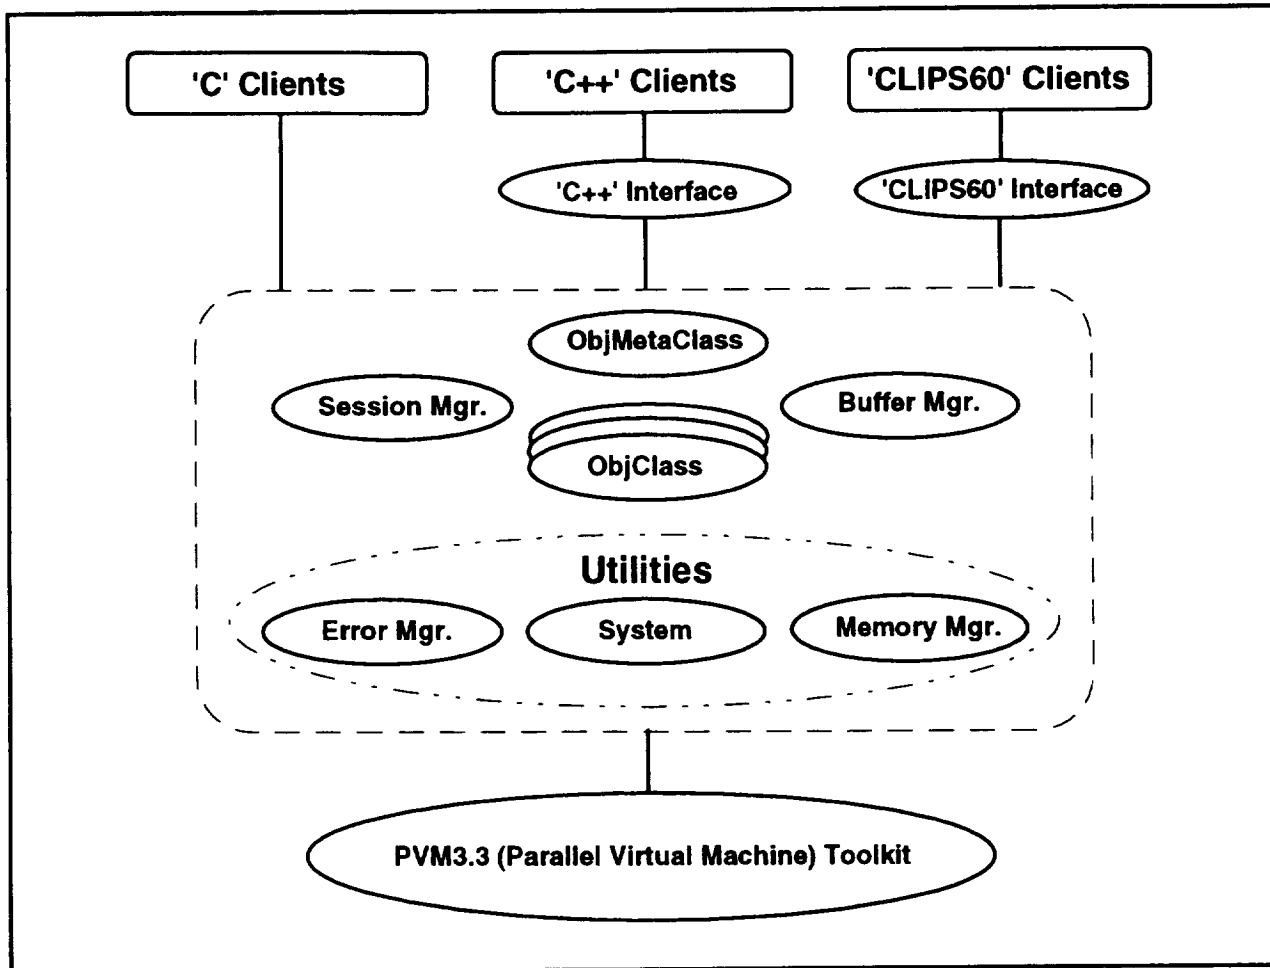 'C' Clients
'C++' Clients
'CLIPS60' Clients
'C++' Interface
'CLIPS60' Interface
ObjMetaClass
Session Mgr.
Buffer Mgr.
ObjClass
Utilities
Error Mgr.
System
Memory Mgr.
PVM3.3 (Parallel Virtual Machine) Toolkit